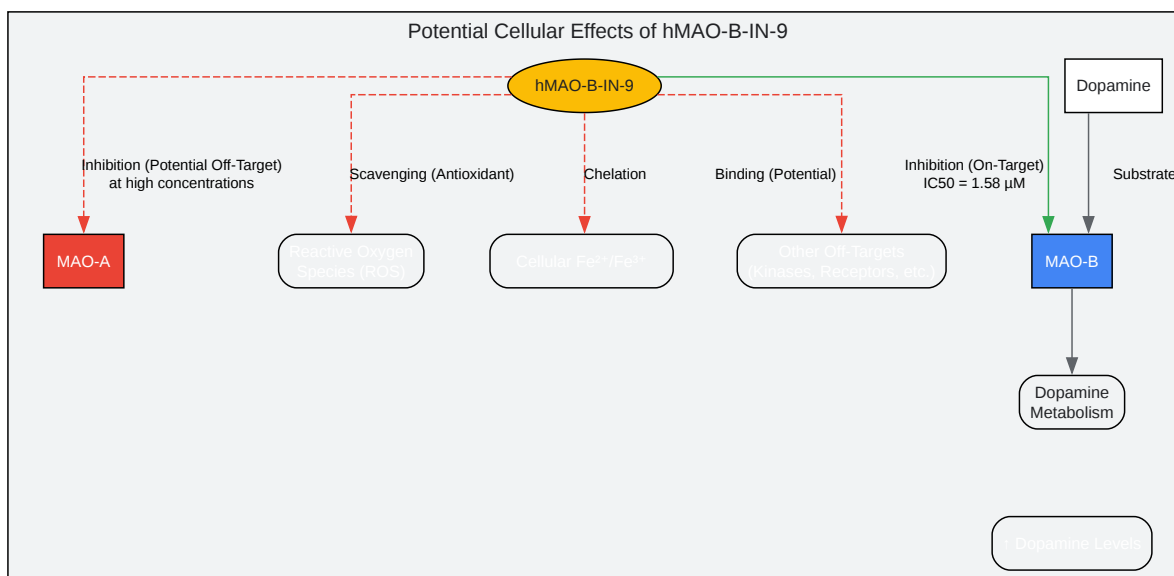 Potential Cellular Effects of hMAO-B-IN-9
hMAO-B-IN-9
Dopamine
Inhibition (Potential Off-Target)
at high concentrations
Scavenging (Antioxidant)
Chelation
Binding (Potential)
Inhibition (On-Target)
IC50 = 1.58 µM
Substrate
MAO-A
Reactive Oxygen
Species (ROS)
Cellular Fe²⁺/Fe³⁺
Other Off-Targets
(Kinases, Receptors, etc.)
MAO-B
Dopamine
Metabolism
↑ Dopamine Levels